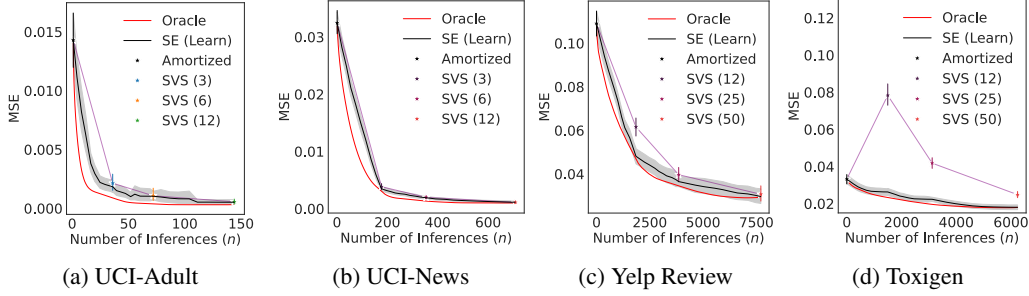 0.015
0.010
0.005
0.000
MSE
0 50 100 150
Number of Inferences (n)
Oracle
SE (Learn)
Amortized
SVS (3)
SVS (6)
SVS (12)
(a) UCI-Adult
0.03
0.02
0.01
0.00
MSE
0 200 400 600
Number of Inferences (n)
Oracle
SE (Learn)
Amortized
SVS (3)
SVS (6)
SVS (12)
(b) UCI-News
0.10
0.08
0.06
0.04
MSE
0 2500 5000 7500
Number of Inferences (n)
Oracle
SE (Learn)
Amortized
SVS (12)
SVS (25)
SVS (50)
(c) Yelp Review
0.12
0.10
0.08
0.06
0.04
0.02
MSE
0 2000 4000 6000
Number of Inferences (n)
Oracle
SE (Learn)
Amortized
SVS (12)
SVS (25)
SVS (50)
(d) Toxigen